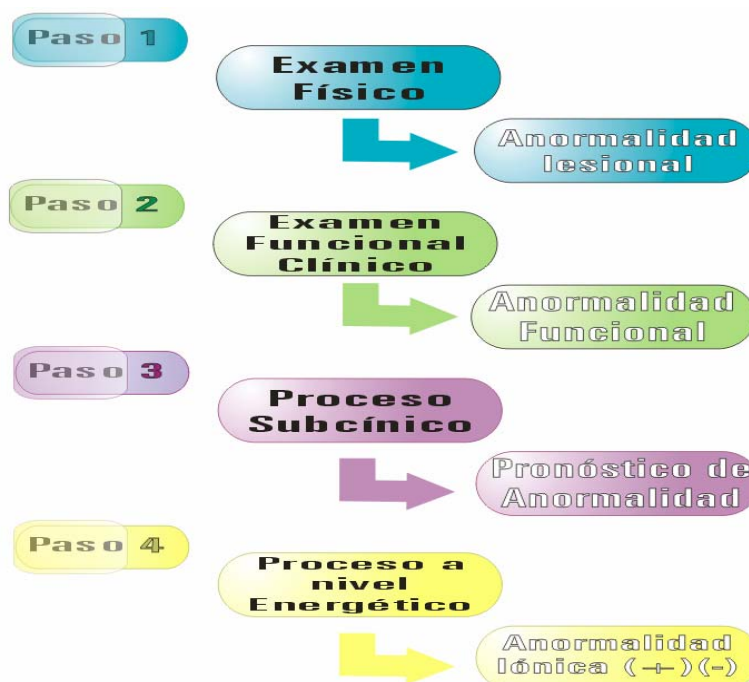 Paso 1
Examen
Físico
Anormalidad
lesional
Paso 2
Examen
Funcional
Clínico
Anormalidad
Funcional
Paso 3
Proceso
Subcínico
Pronóstico de
Anormalidad
Paso 4
Proceso a
nivel
Energético
Anormalidad
Iónica (+)(-)